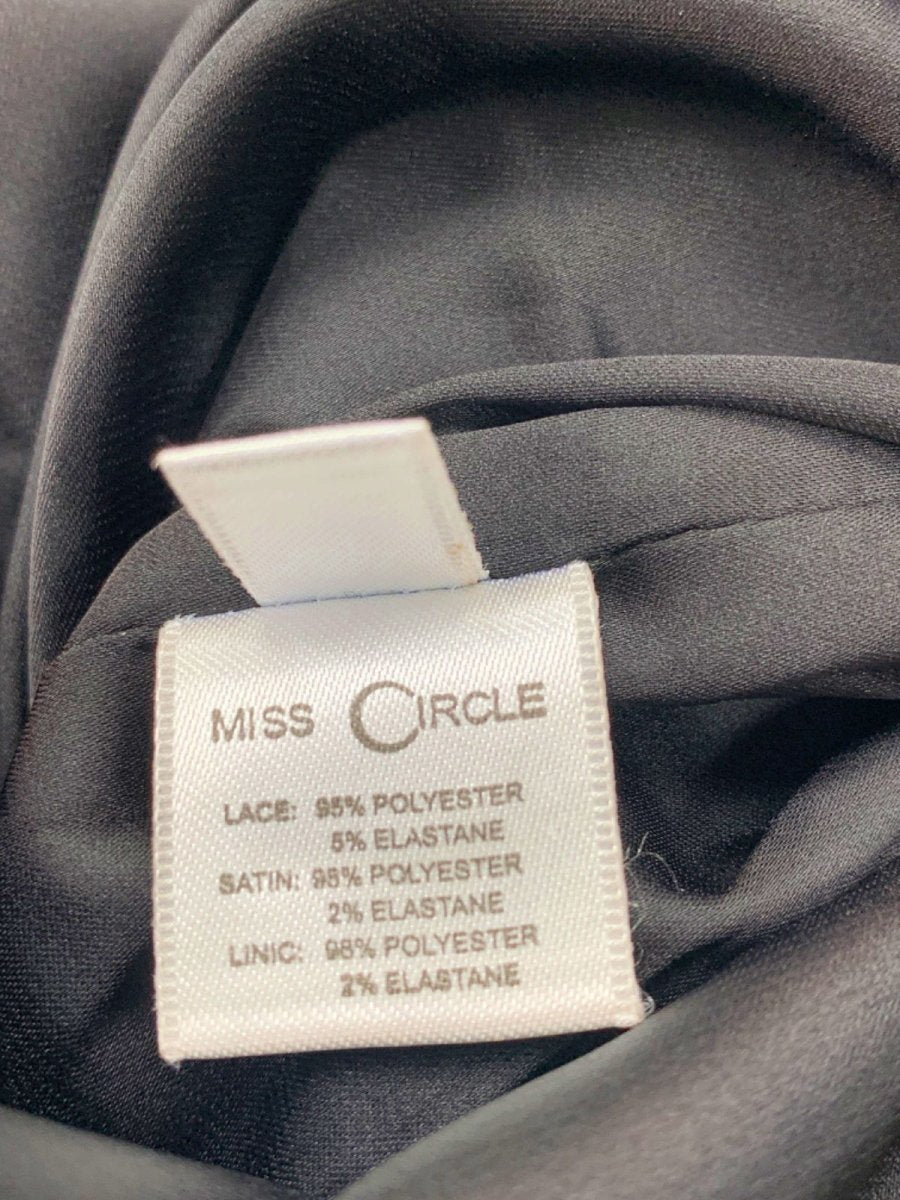 MISS CIRCLE
LACE: 95% POLYESTER
5% ELASTANE
SATIN: 98% POLYESTER
2% ELASTANE
LINIC: 98% POLYESTER
2% ELASTANE